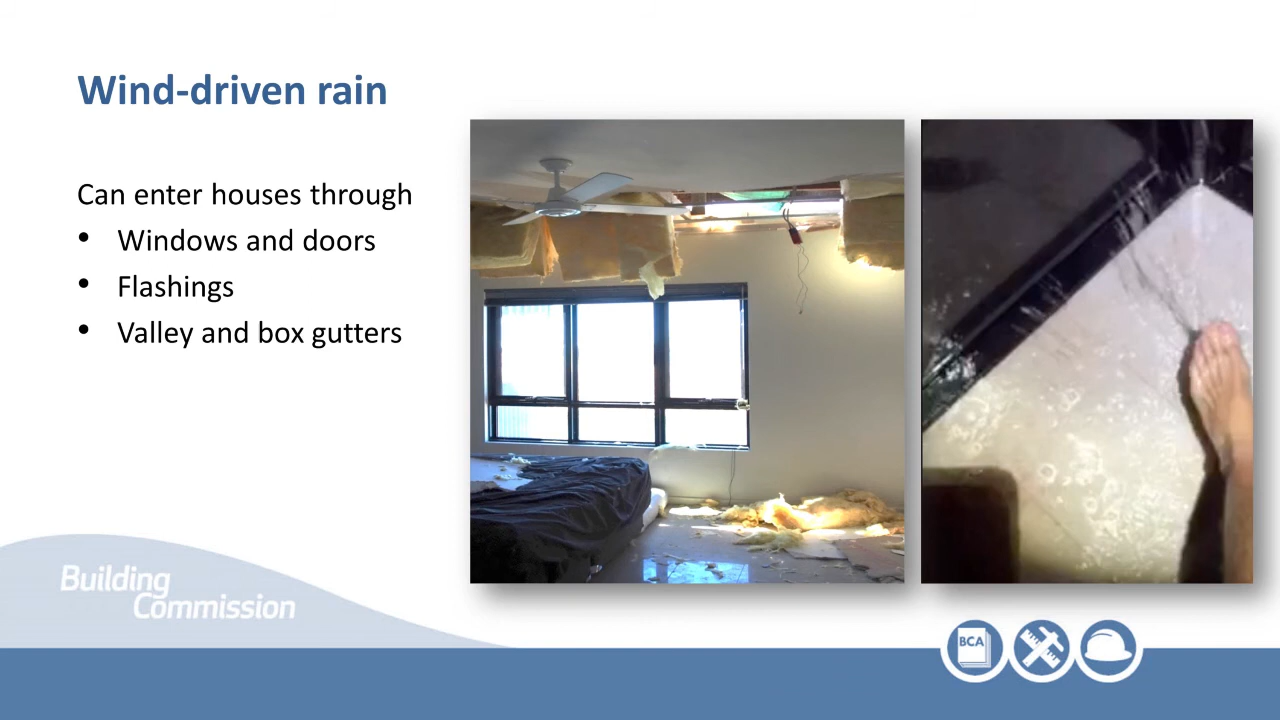 Wind-driven rain
Can enter houses through
• Windows and doors
• Flashings
• Valley and box gutters
Building
Commission
BCA